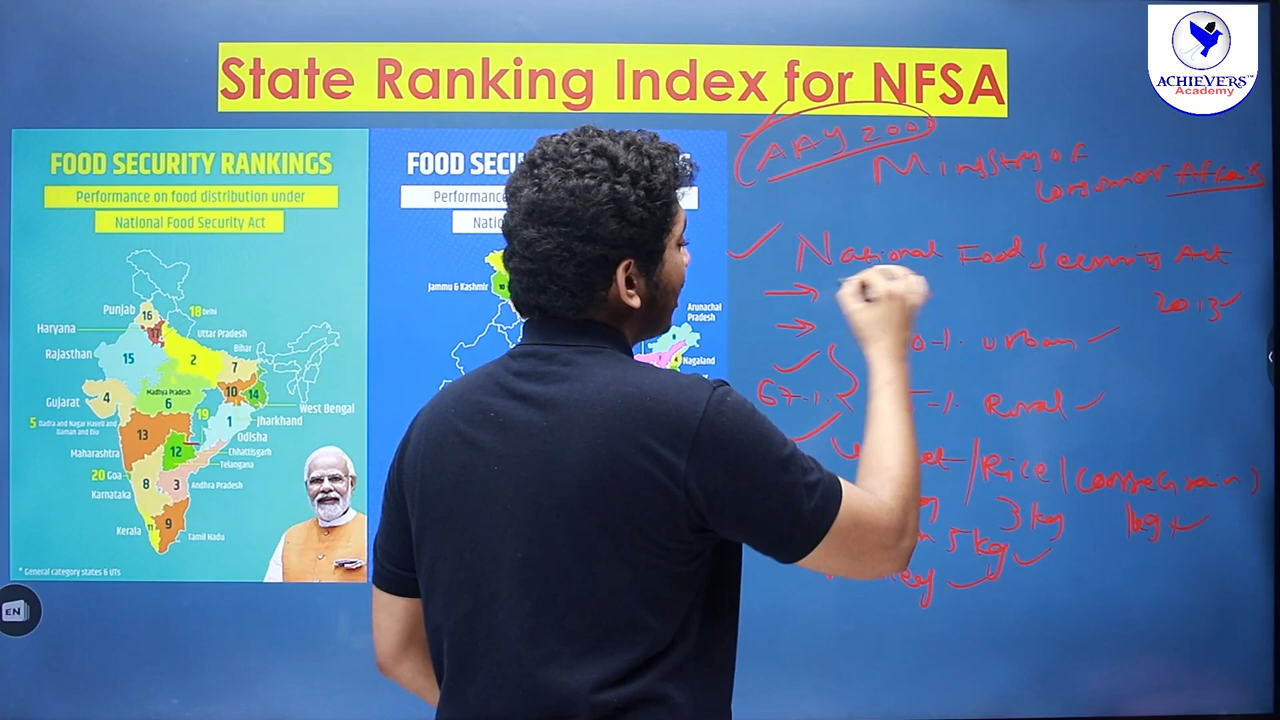 State Ranking Index for NFSA
ACHIEVERS™
Academy
FOOD SECURITY RANKINGS
Performance on food distribution under
National Food Security Act
Punjab 16
18 Delhi
Haryana
Uttar Pradesh
Bihar
Rajasthan 15
2
7
Gujarat 4
Madhya Pradesh
6
10
14
West Bengal
5 Dadra and Nagar Haveli and
Daman and Diu
19
1
Jharkhand
Odisha
13
Maharashtra
12
Chhattisgarh
Telangana
20 Goa
8
3
Andhra Pradesh
Karnataka
Kerala 11
9
Tamil Nadu
* General category states & UTs
FOOD SECU
Performanc
Natio
Jammu & Kashmir
Arunachal
Pradesh
Nagaland
AAY 2000
Ministry of
Consumer Affairs
National Food Security Act
2013
urban
67%
Rural
/ Rice /
3 kg
1kg
5 kg
EN